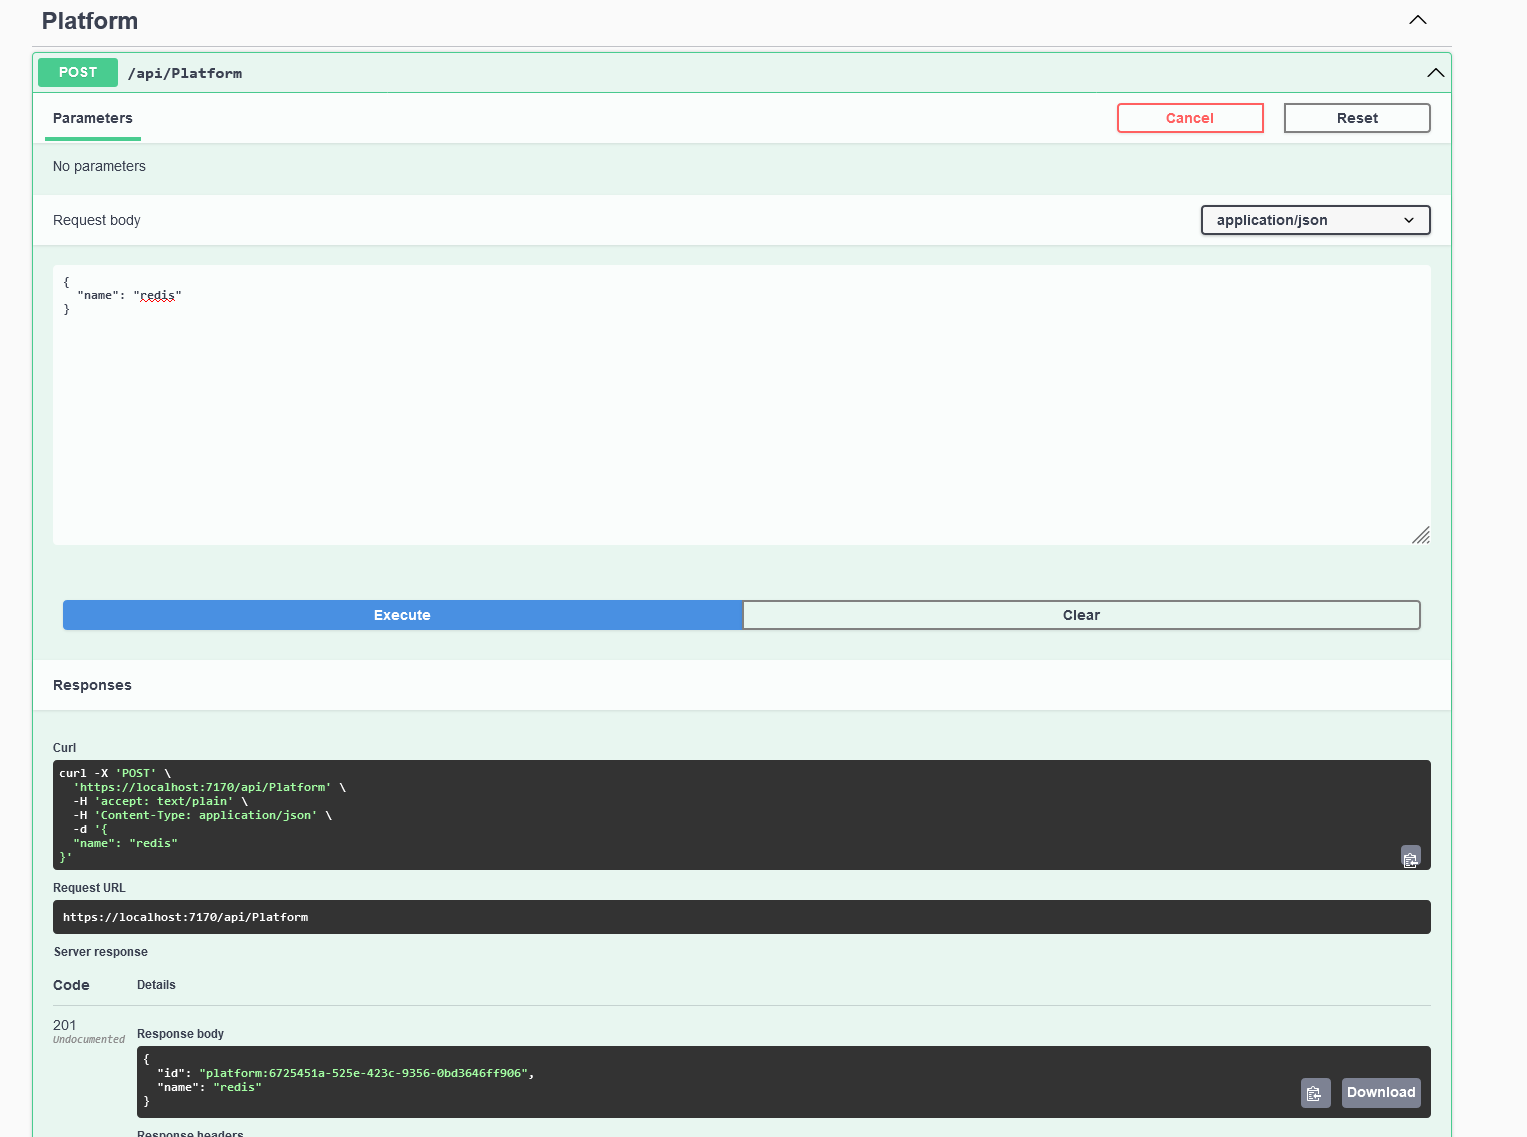 Platform
POST /api/Platform
Parameters
Cancel
Reset
No parameters
Request body
application/json
{
  "name": "redis"
}
Execute
Clear
Responses
Curl
curl -X 'POST' \
  'https://localhost:7170/api/Platform' \
  -H 'accept: text/plain' \
  -H 'Content-Type: application/json' \
  -d '{
  "name": "redis"
}'
Request URL
https://localhost:7170/api/Platform
Server response
Code Details
201
Undocumented
Response body
{
  "id": "platform:6725451a-525e-423c-9356-0bd3646ff906",
  "name": "redis"
}
Download
Response headers